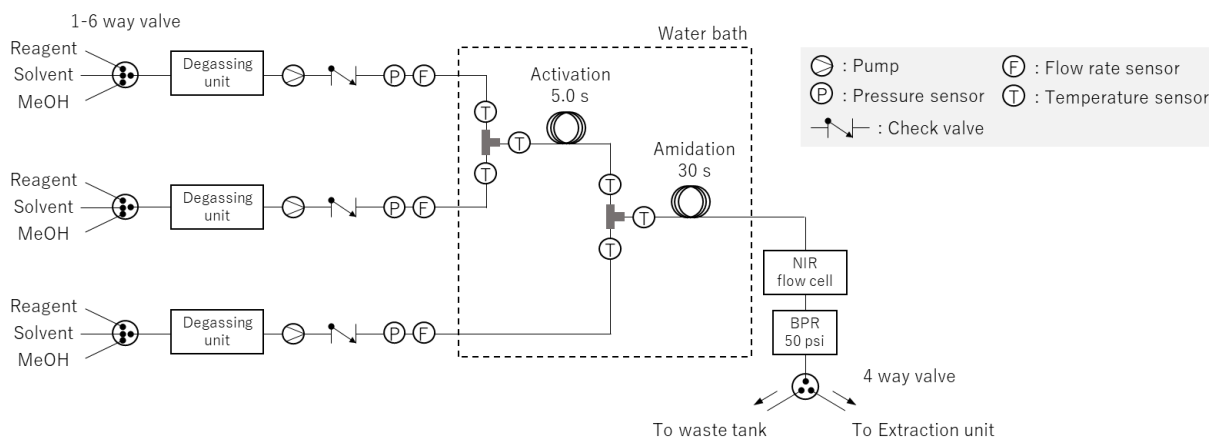 1-6 way valve
Reagent
Solvent
MeOH
Degassing
unit
P
F
Water bath
T
T
T
Activation
5.0 s
Reagent
Solvent
MeOH
Degassing
unit
P
F
T
T
T
Amidation
30 s
Reagent
Solvent
MeOH
Degassing
unit
P
F
NIR
flow cell
BPR
50 psi
4 way valve
To waste tank
To Extraction unit
: Pump
P : Pressure sensor
: Check valve
F : Flow rate sensor
T : Temperature sensor